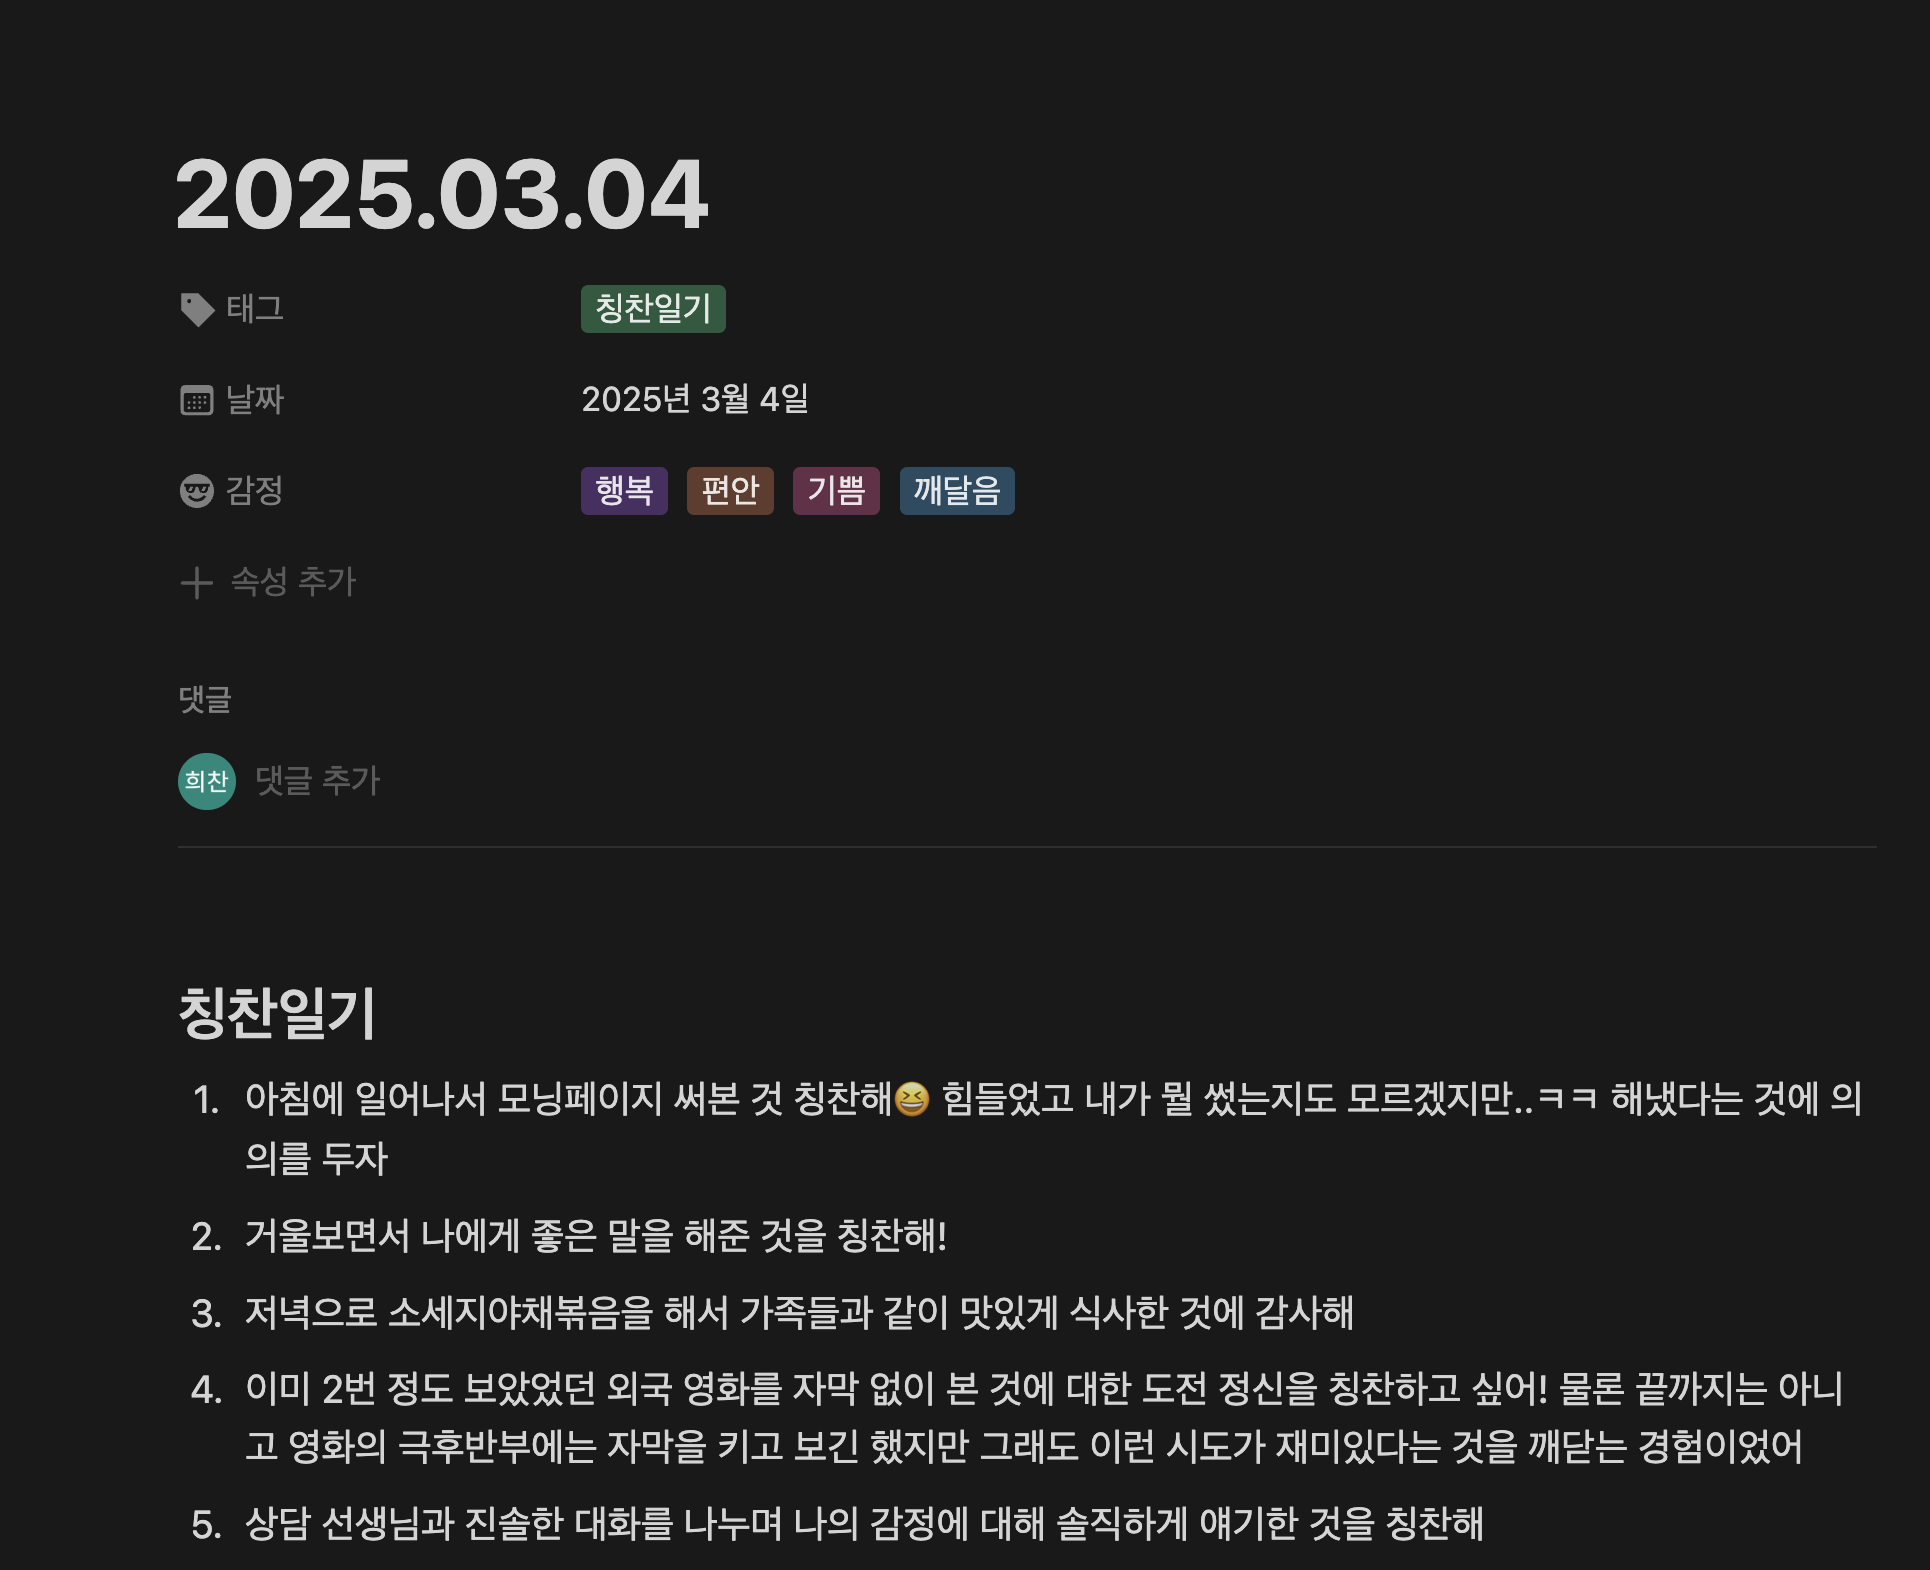 2025.03.04
태그 칭찬일기
날짜 2025년 3월 4일
감정 행복 편안 기쁨 깨달음
속성 추가
댓글
희찬 댓글 추가
칭찬일기
1. 아침에 일어나서 모닝페이지 써본 것 칭찬해😆 힘들었고 내가 뭘 썼는지도 모르겠지만..ㅋㅋ 해냈다는 것에 의
의를 두자
2. 거울보면서 나에게 좋은 말을 해준 것을 칭찬해!
3. 저녁으로 소세지야채볶음을 해서 가족들과 같이 맛있게 식사한 것에 감사해
4. 이미 2번 정도 보았었던 외국 영화를 자막 없이 본 것에 대한 도전 정신을 칭찬하고 싶어! 물론 끝까지는 아니
고 영화의 극후반부에는 자막을 키고 보긴 했지만 그래도 이런 시도가 재미있다는 것을 깨닫는 경험이었어
5. 상담 선생님과 진솔한 대화를 나누며 나의 감정에 대해 솔직하게 얘기한 것을 칭찬해